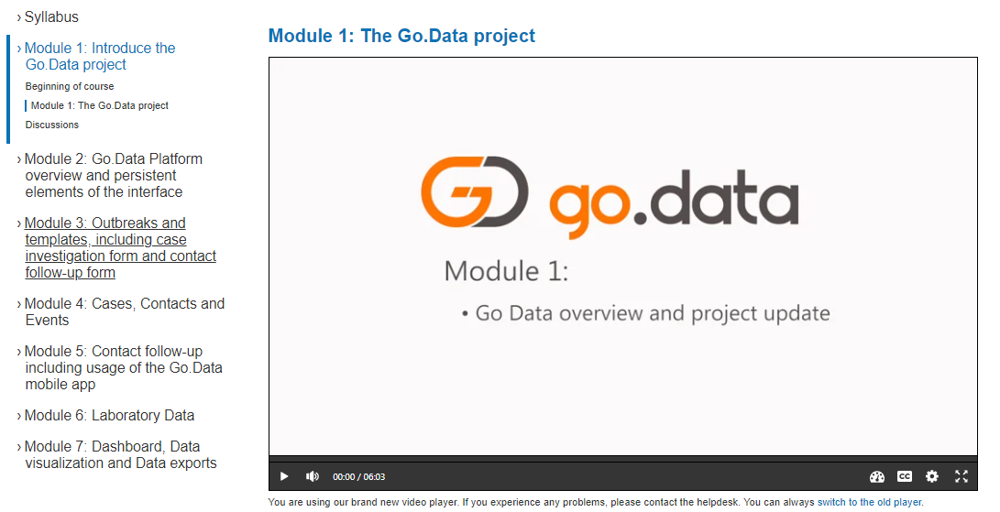 › Syllabus
› Module 1: Introduce the
Go.Data project
Beginning of course
Module 1: The Go.Data project
Discussions
› Module 2: Go.Data Platform
overview and persistent
elements of the interface
› Module 3: Outbreaks and
templates, including case
investigation form and contact
follow-up form
› Module 4: Cases, Contacts and
Events
› Module 5: Contact follow-up
including usage of the Go.Data
mobile app
› Module 6: Laboratory Data
› Module 7: Dashboard, Data
visualization and Data exports
Module 1: The Go.Data project
go.data
Module 1:
• Go Data overview and project update
00:00 / 06:03
CC
You are using our brand new video player. If you experience any problems, please contact the helpdesk. You can always switch to the old player.